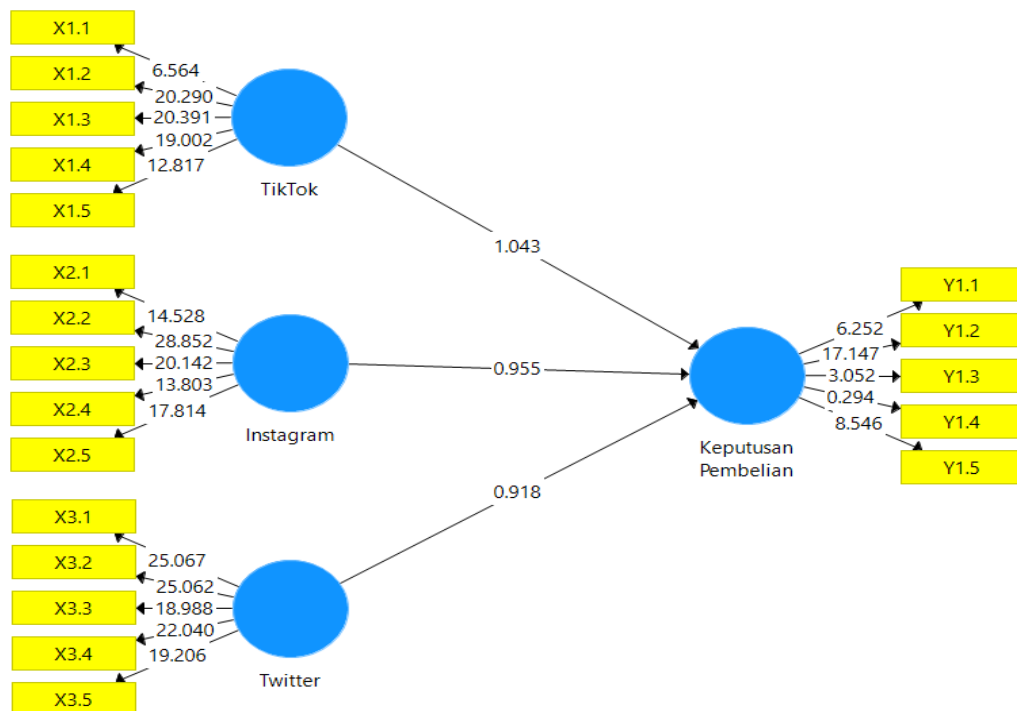 X1.1
X1.2
X1.3
X1.4
X1.5
6.564
20.290
20.391
19.002
12.817
TikTok
1.043
X2.1
X2.2
X2.3
X2.4
X2.5
14.528
28.852
20.142
13.803
17.814
Instagram
0.955
X3.1
X3.2
X3.3
X3.4
X3.5
25.067
25.062
18.988
22.040
19.206
Twitter
0.918
Keputusan
Pembelian
6.252
17.147
3.052
0.294
8.546
Y1.1
Y1.2
Y1.3
Y1.4
Y1.5